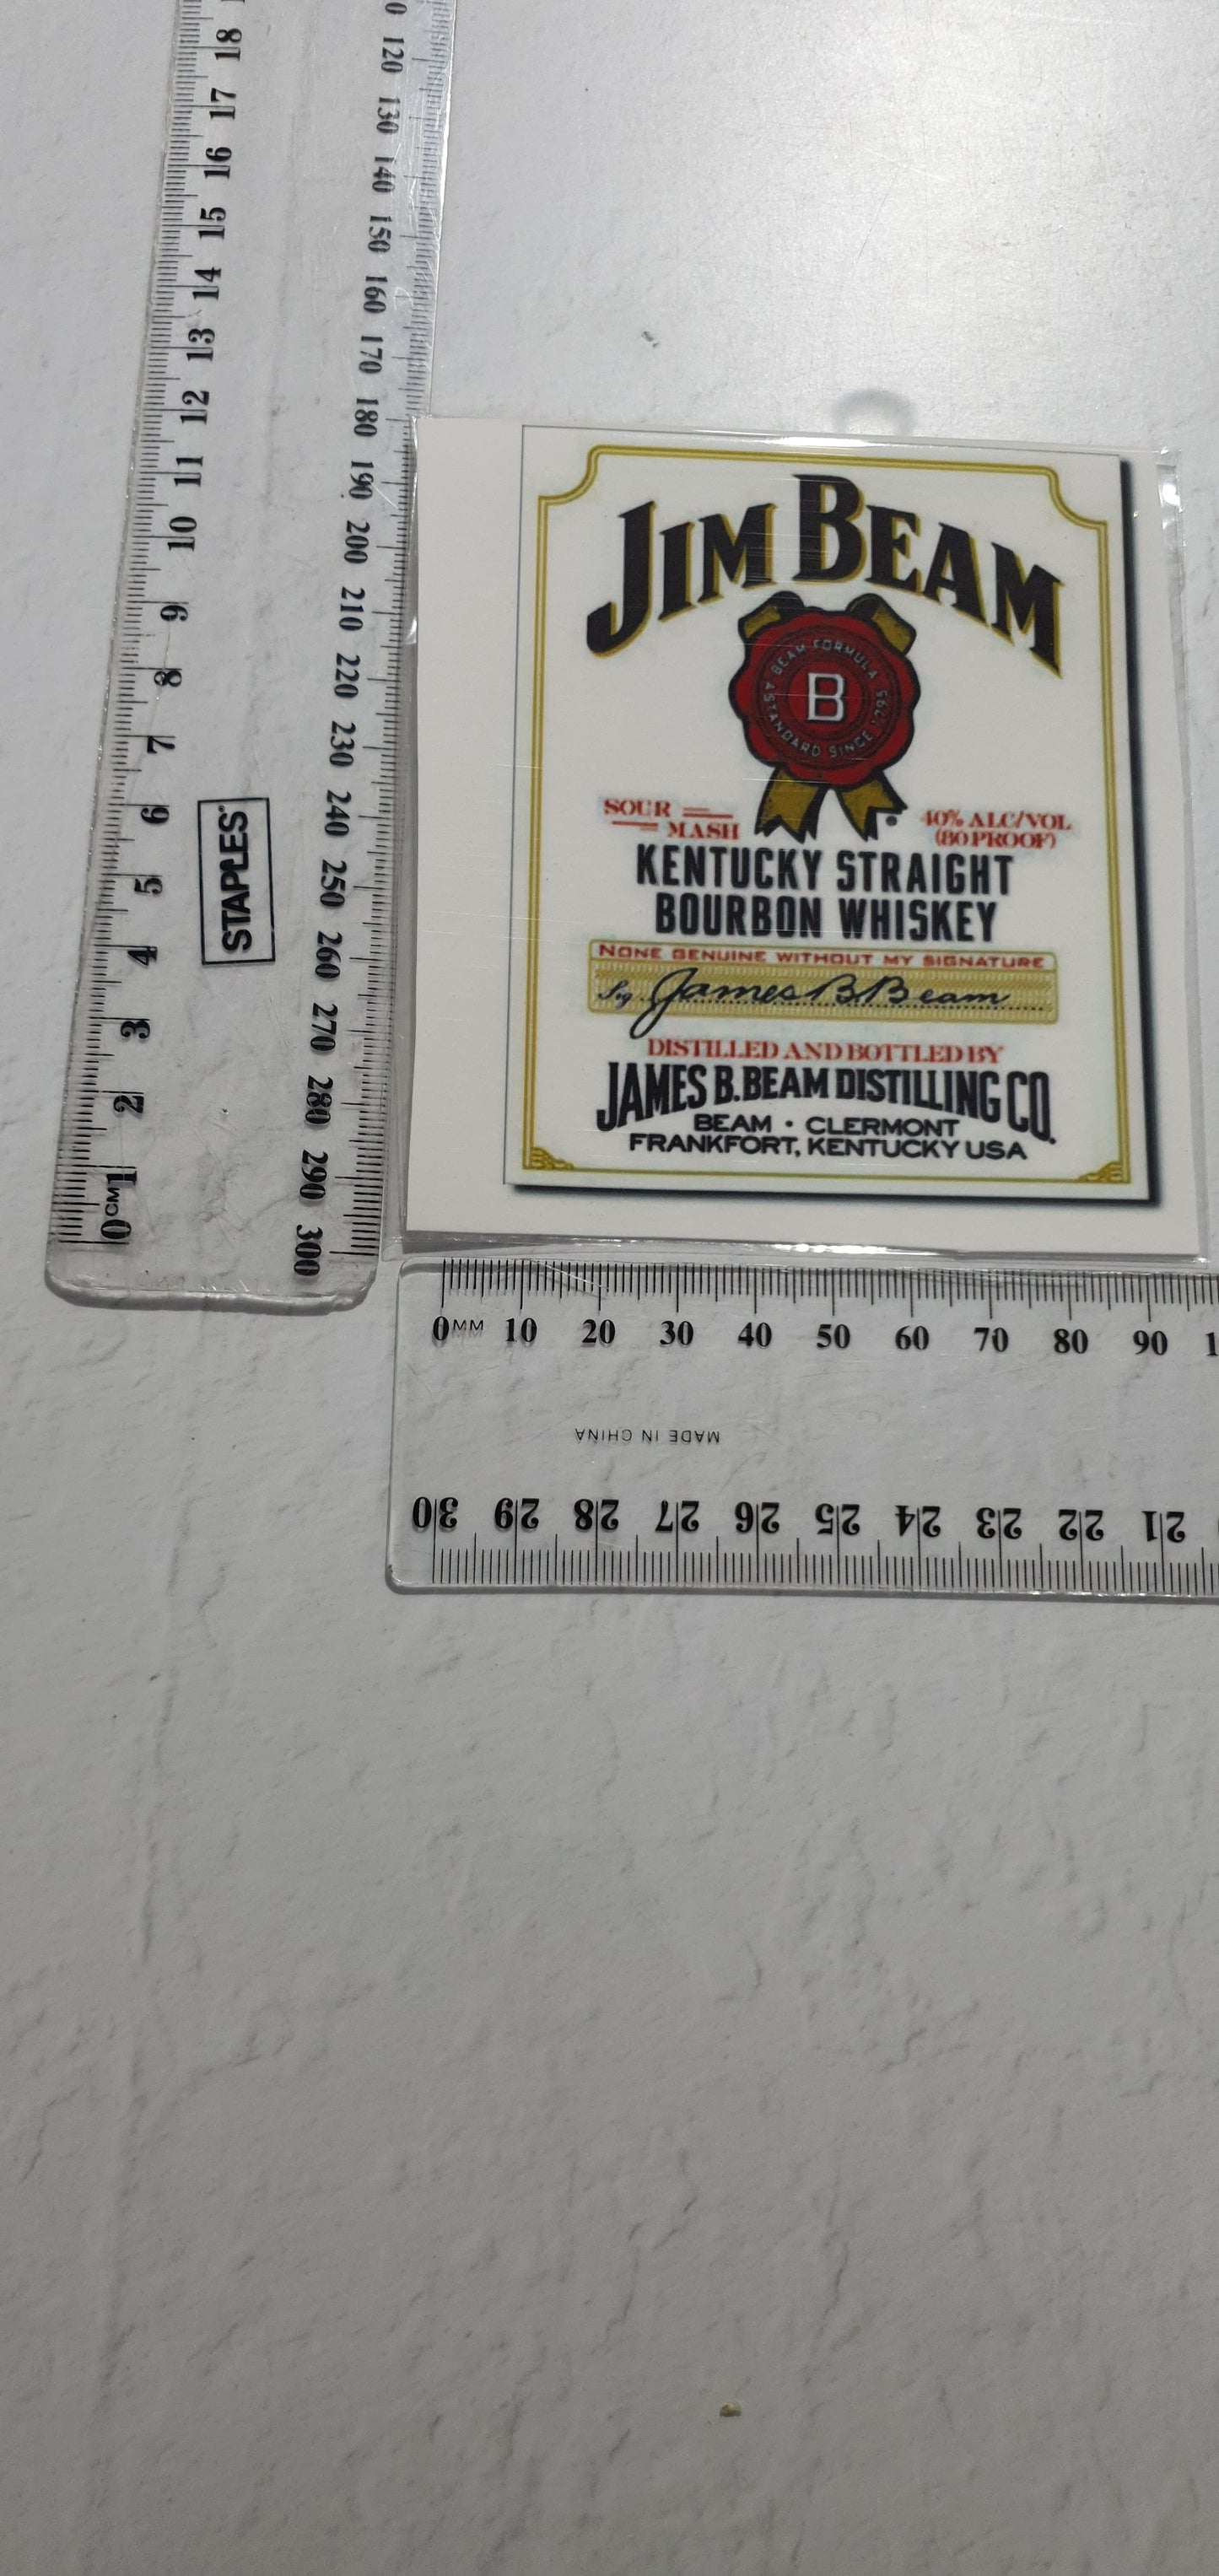 18
17
16
15
14
13
12
11
10
9
8
7
6
5
4
3
2
1
0CM
STAPLES
120
130
140
150
160
170
180
190
200
210
220
230
240
250
260
270
280
290
300
JIM BEAM
BEAM FORMULA
B
A STANDARD SINCE 1795
SOUR
MASH
40% ALC/VOL
(80 PROOF)
KENTUCKY STRAIGHT
BOURBON WHISKEY
NONE GENUINE WITHOUT MY SIGNATURE
Sig. James B. Beam
DISTILLED AND BOTTLED BY
JAMES B. BEAM DISTILLING CO.
BEAM · CLERMONT
FRANKFORT, KENTUCKY USA
0MM 10 20 30 40 50 60 70 80 90
MADE IN CHINA
30 29 28 27 26 25 24 23 22 21